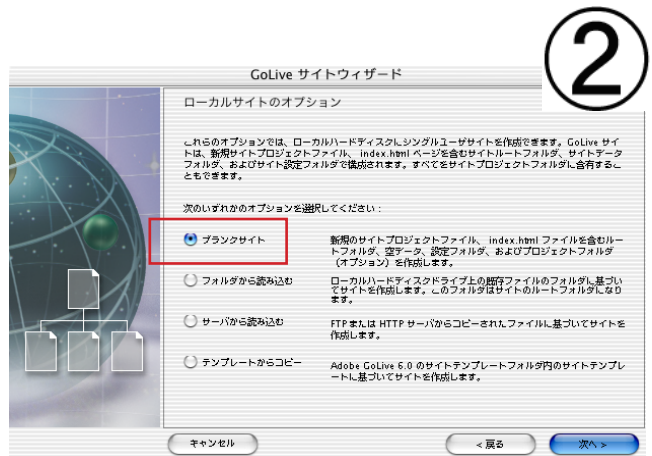 ②
GoLive サイトウィザード
ローカルサイトのオプション
これらのオプションでは、ローカルハードディスクにシングルユーザサイトを作成できます。GoLive サイ
トは、新規サイトプロジェクトファイル、 index.html ページを含むサイトルートフォルダ、サイトデータ
フォルダ、およびサイト設定フォルダで構成されます。すべてをサイトプロジェクトフォルダに含有するこ
ともできます。
次のいずれかのオプションを選択してください :
ブランクサイト
新規のサイトプロジェクトファイル、 index.html ファイルを含むルー
トフォルダ、空データ、設定フォルダ、およびプロジェクトフォルダ
（オプション）を作成します。
フォルダから読み込む
ローカルハードディスクドライブ上の既存ファイルのフォルダに基づい
てサイトを作成します。このフォルダはサイトのルートフォルダになり
ます。
サーバから読み込む
FTP または HTTP サーバからコピーされたファイルに基づいてサイトを
作成します。
テンプレートからコピー
Adobe GoLive 6.0 のサイトテンプレートフォルダ内のサイトテンプレ
ートに基づいてサイトを作成します。
キャンセル
< 戻る
次へ >